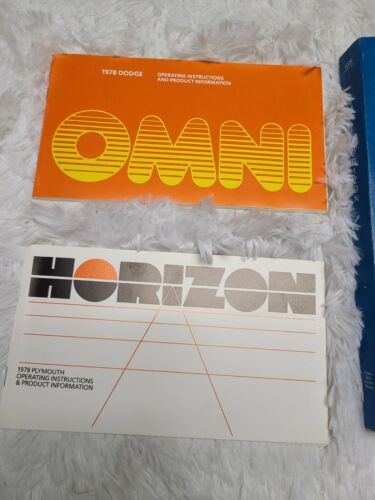 1978 DODGE
OPERATING INSTRUCTIONS
AND PRODUCT INFORMATION
OMNI
HORIZON
1978 PLYMOUTH
OPERATING INSTRUCTIONS
& PRODUCT INFORMATION